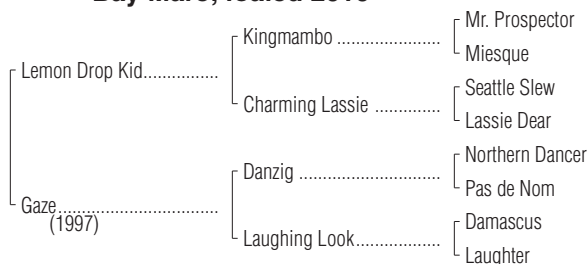 Bay Mare; foaled
Mr. Prospector
Kingmambo
Miesque
Lemon Drop Kid
Seattle Slew
Charming Lassie
Lassie Dear
Northern Dancer
Danzig
Pas de Nom
Gaze
(1997)
Damascus
Laughing Look
Laughter